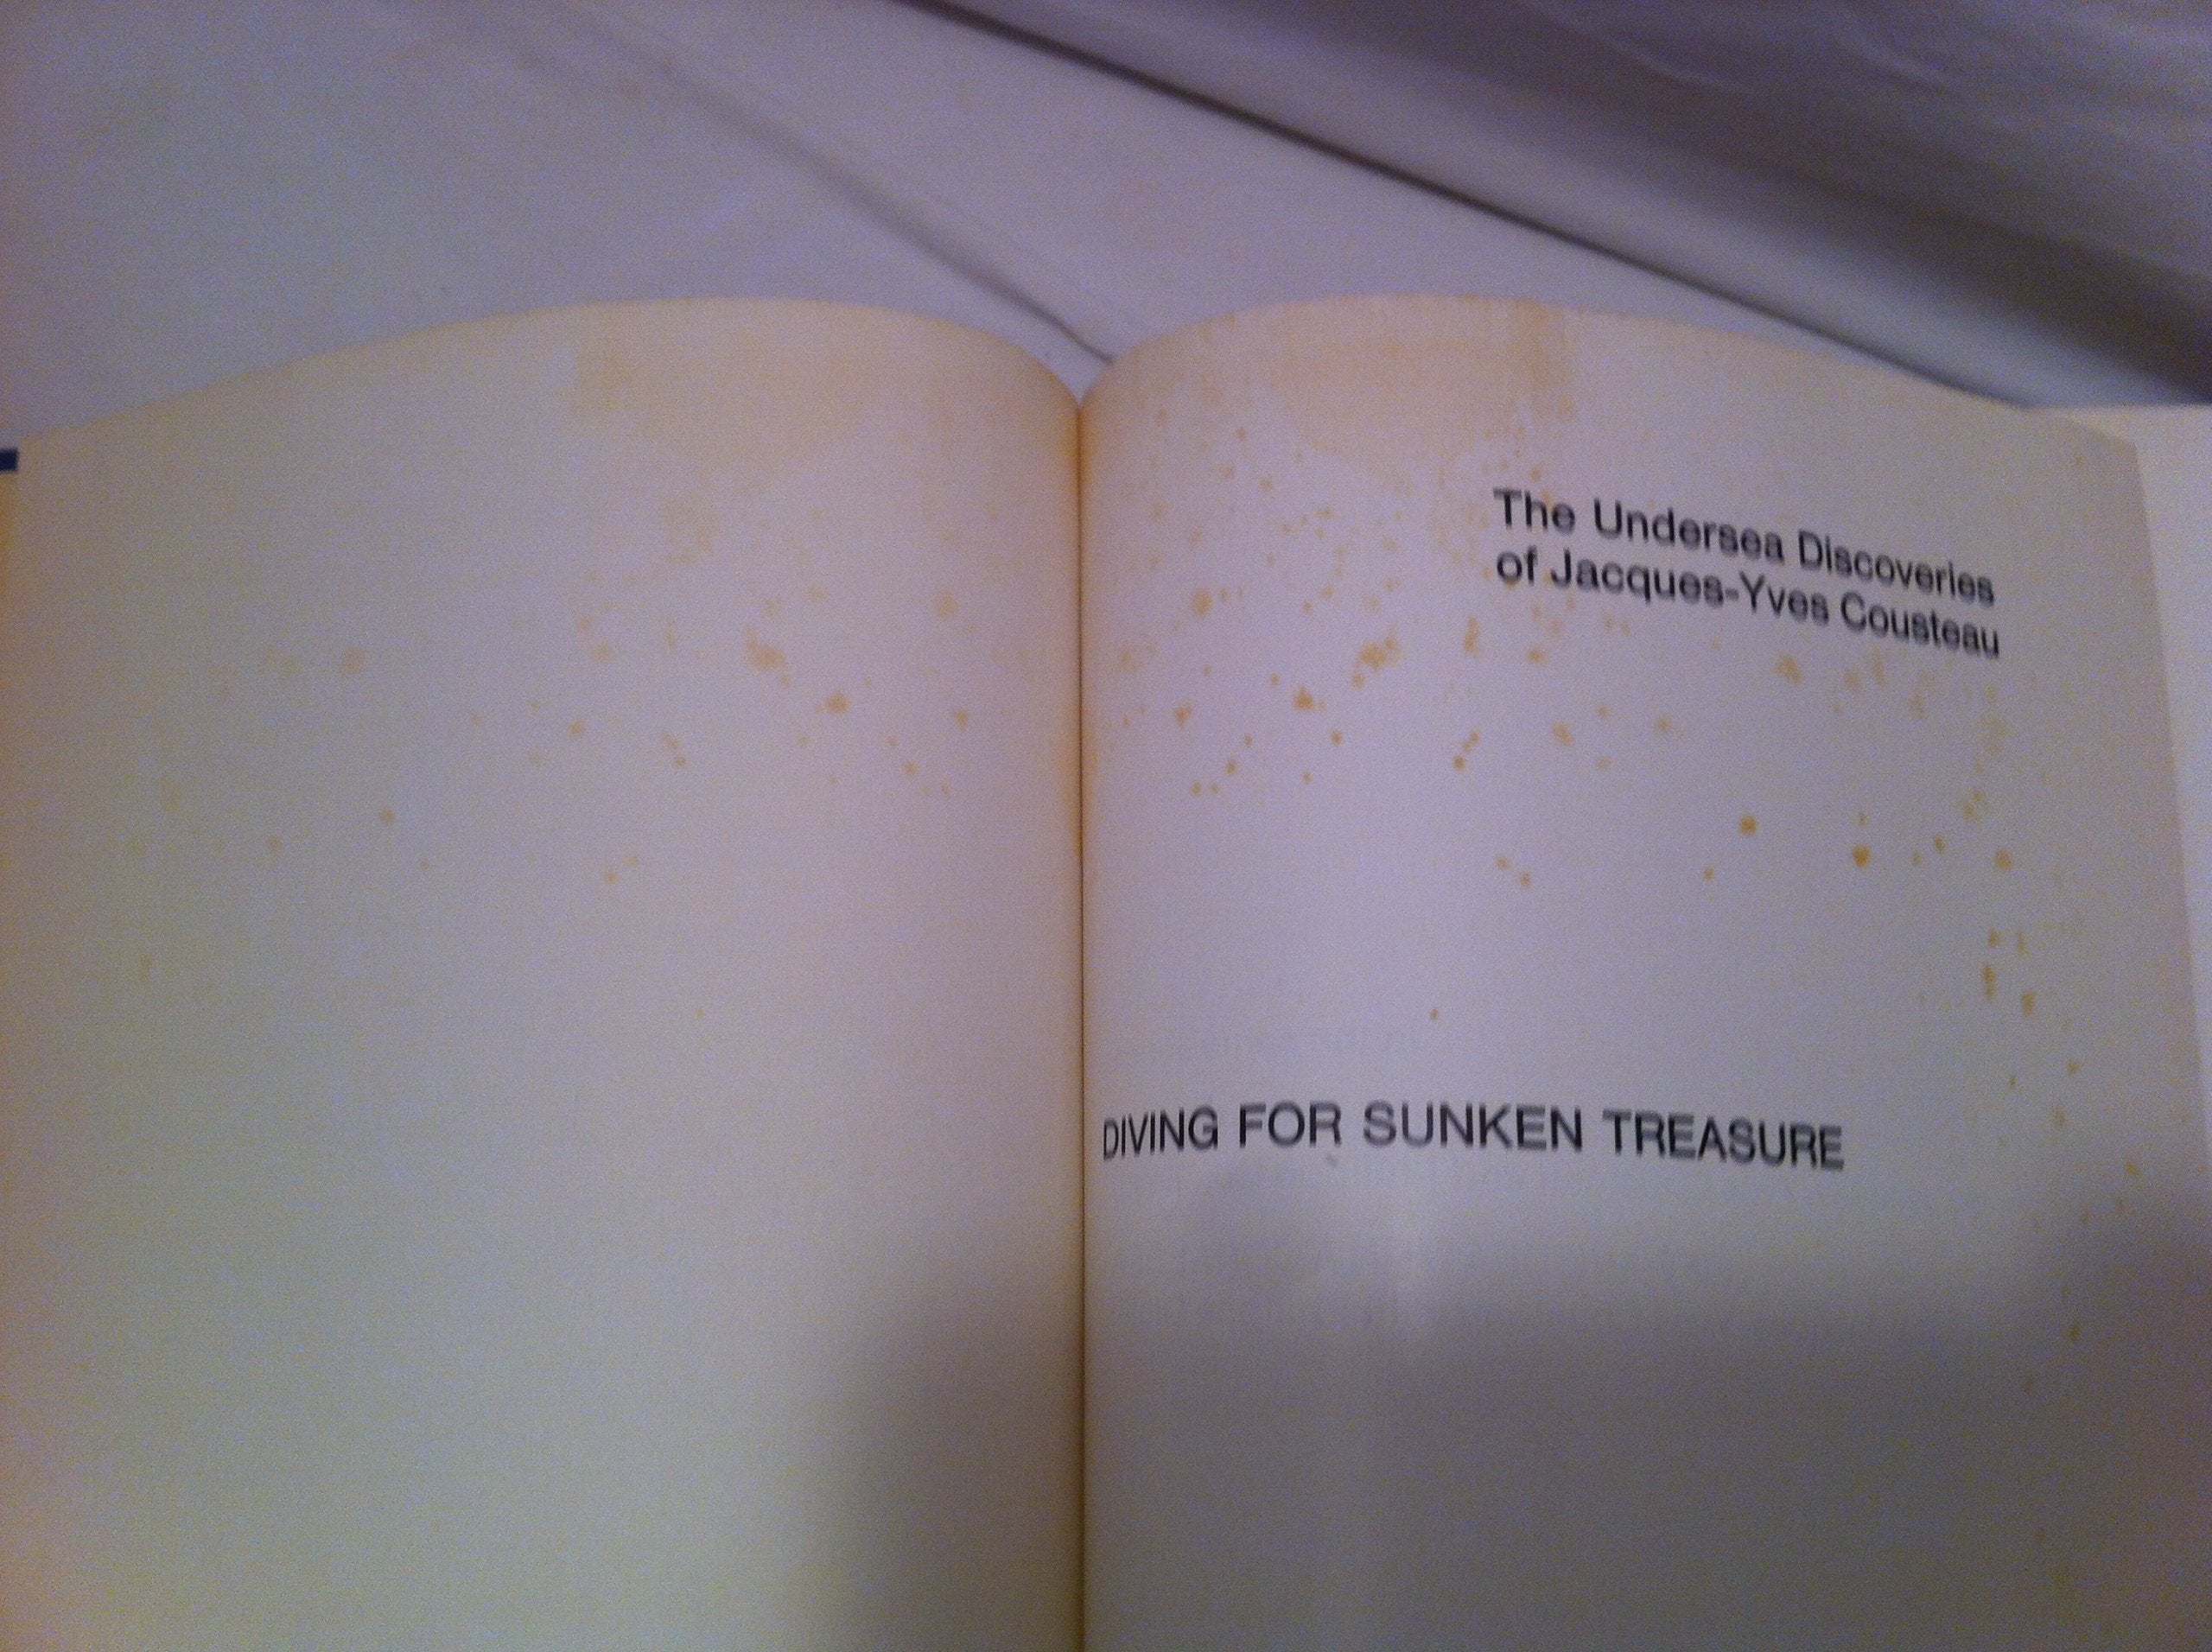 The Undersea Discoveries
of Jacques-Yves Cousteau
DIVING FOR SUNKEN TREASURE